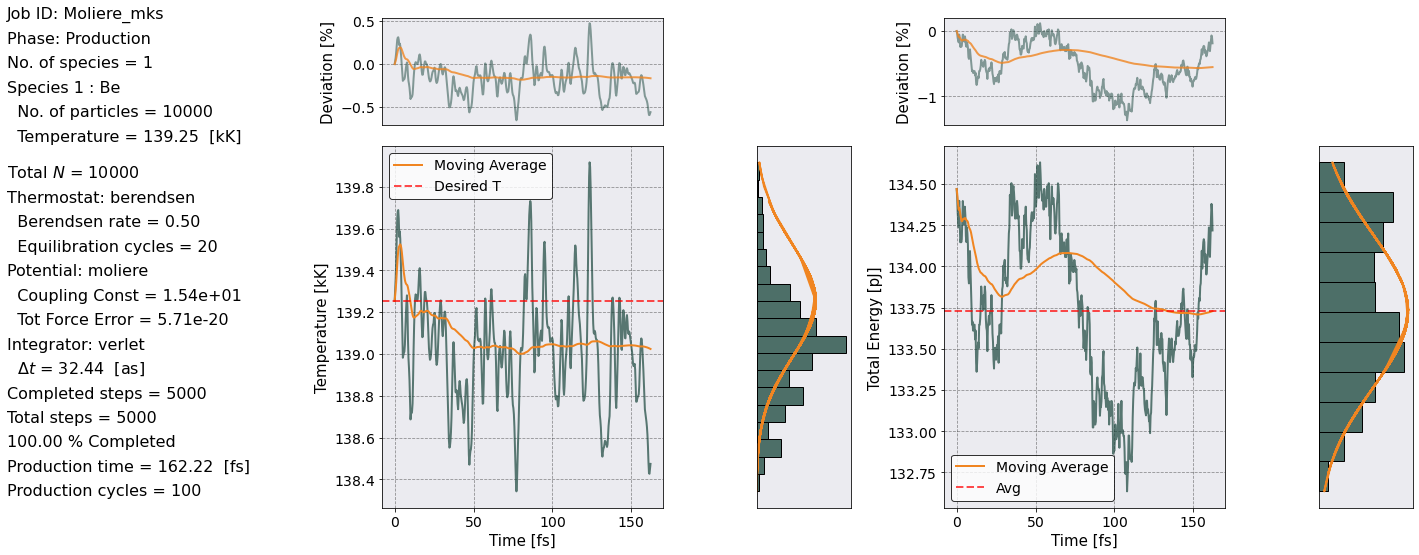 Job ID: Moliere_mks
Phase: Production
No. of species = 1
Species 1 : Be
No. of particles = 10000
Temperature = 139.25 [kK]
Total N = 10000
Thermostat: berendsen
Berendsen rate = 0.50
Equilibration cycles = 20
Potential: moliere
Coupling Const = 1.54e+01
Tot Force Error = 5.71e-20
Integrator: verlet
Δt = 32.44 [as]
Completed steps = 5000
Total steps = 5000
100.00 % Completed
Production time = 162.22 [fs]
Production cycles = 100
Deviation [%]
0.5
0.0
−0.5
Temperature [kK]
139.8
139.6
139.4
139.2
139.0
138.8
138.6
138.4
Moving Average
Desired T
0
50
100
150
Time [fs]
Deviation [%]
0
−1
Total Energy [pJ]
134.50
134.25
134.00
133.75
133.50
133.25
133.00
132.75
Moving Average
Avg
0
50
100
150
Time [fs]